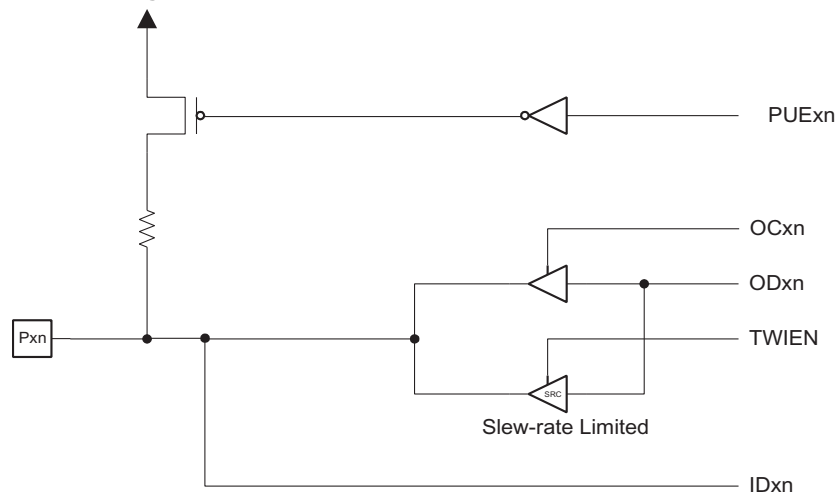 PUExn
OCxn
ODxn
Pxn
TWIEN
SRC
Slew-rate Limited
IDxn